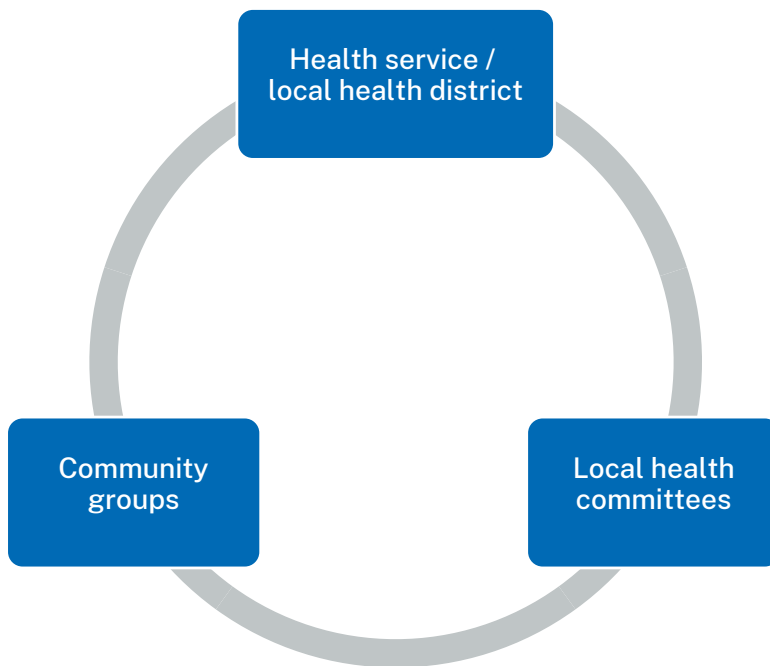 Health service /
local health district
Community
groups
Local health
committees